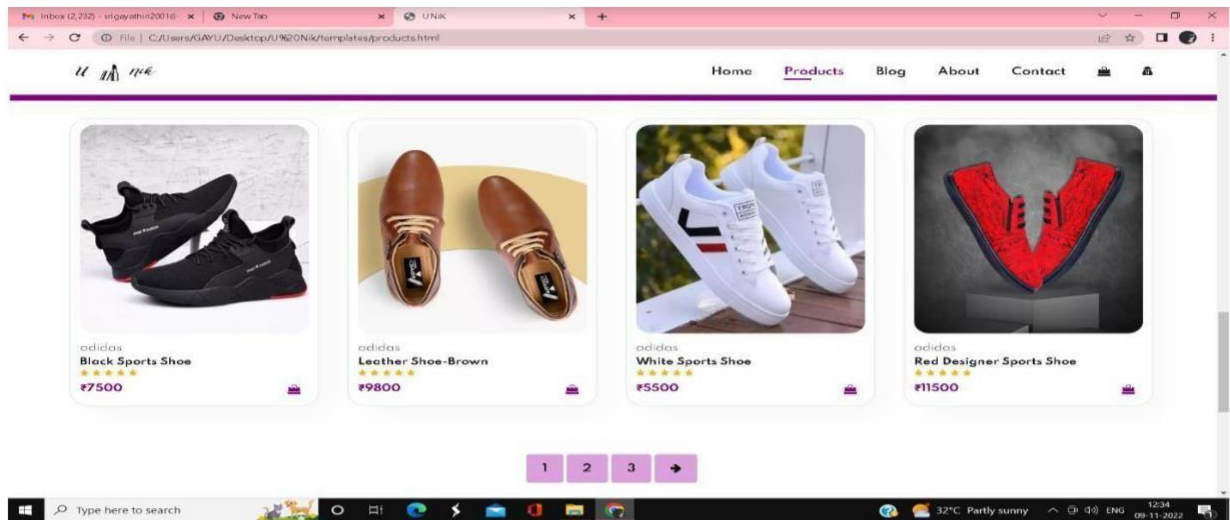 Inbox (2,232) - srigayathiri2001@ New Tab UNiK
File | C:/Users/GAYU/Desktop/U%20Nik/templates/products.html
U nik Home Products Blog About Contact
adidas adidas adidas adidas
Black Sports Shoe Leather Shoe-Brown White Sports Shoe Red Designer Sports Shoe
₹7500 ₹9800 ₹5500 ₹11500
1 2 3
Type here to search 32°C Partly sunny ENG 12:34
09-11-2022